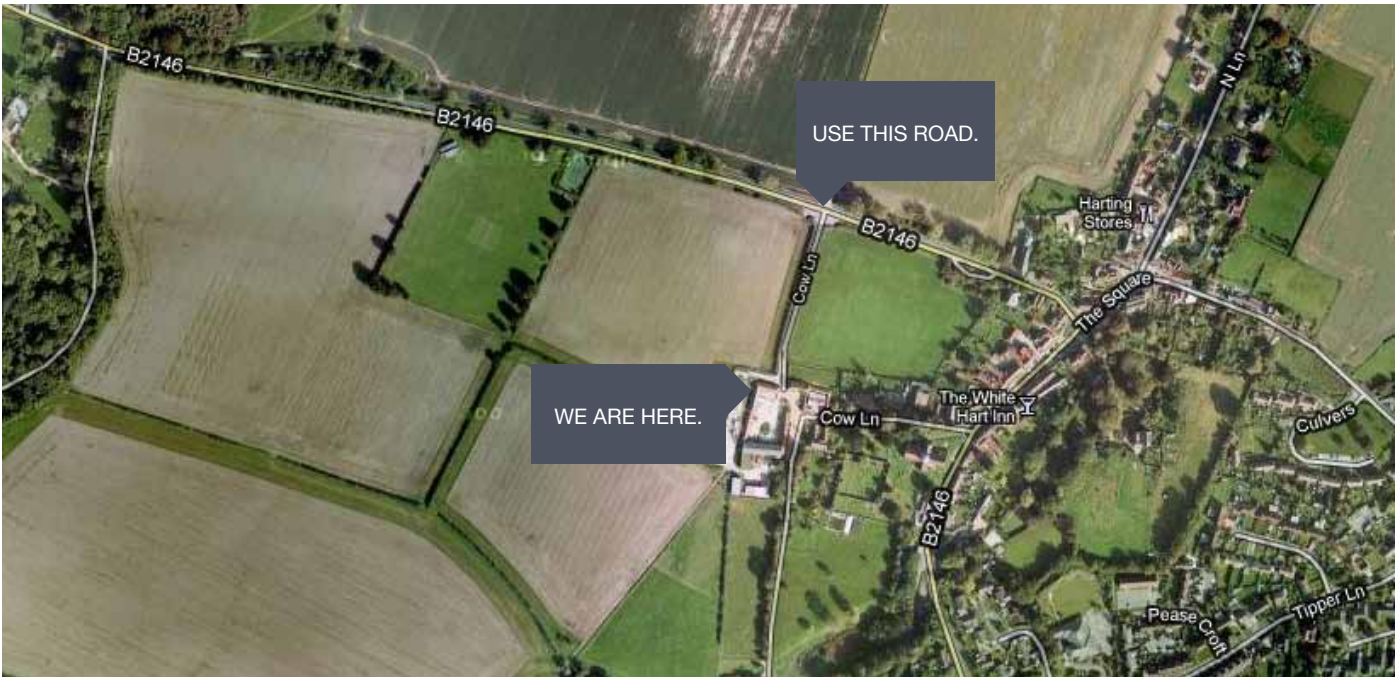 B2146
B2146
USE THIS ROAD.
N Ln
Harting
Stores
B2146
Cow Ln
The Square
WE ARE HERE.
The White
Hart Inn
Cow Ln
Culvers
B2146
Pease Croft
Tipper Ln